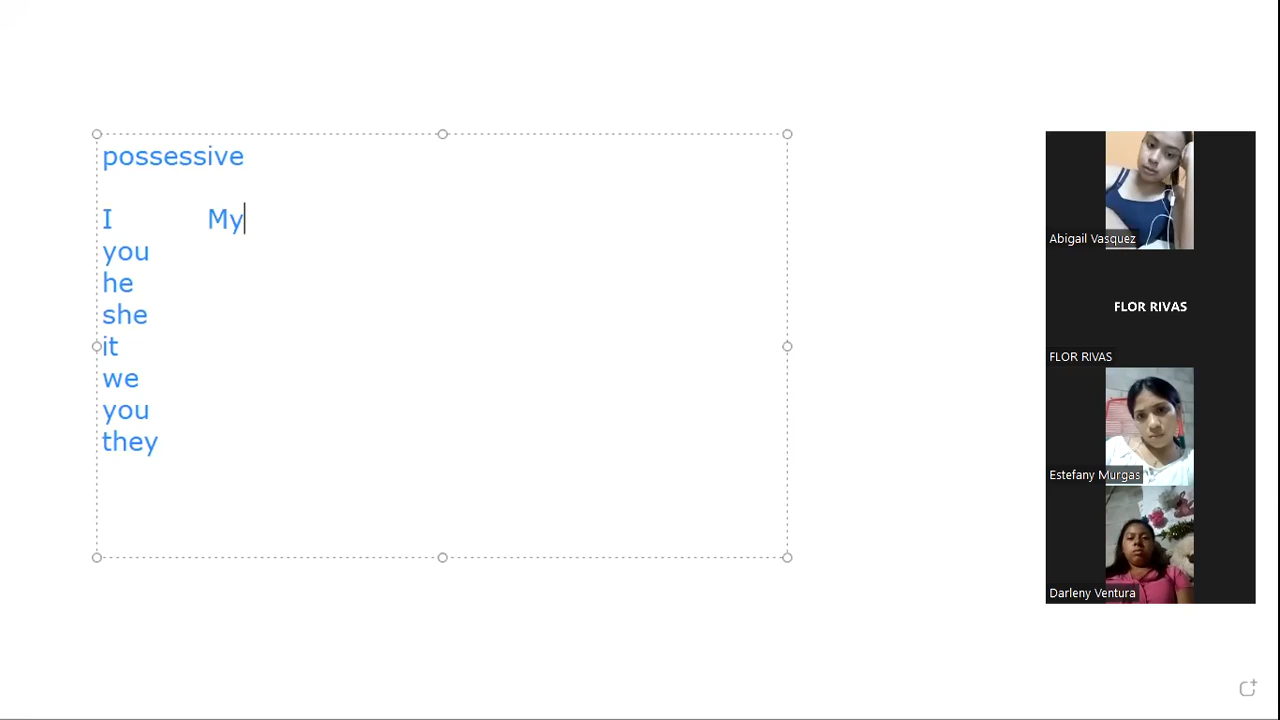 possessive
I My
you
he
she
it
we
you
they
Abigail Vasquez
FLOR RIVAS
FLOR RIVAS
Estefany Murgas
Darleny Ventura